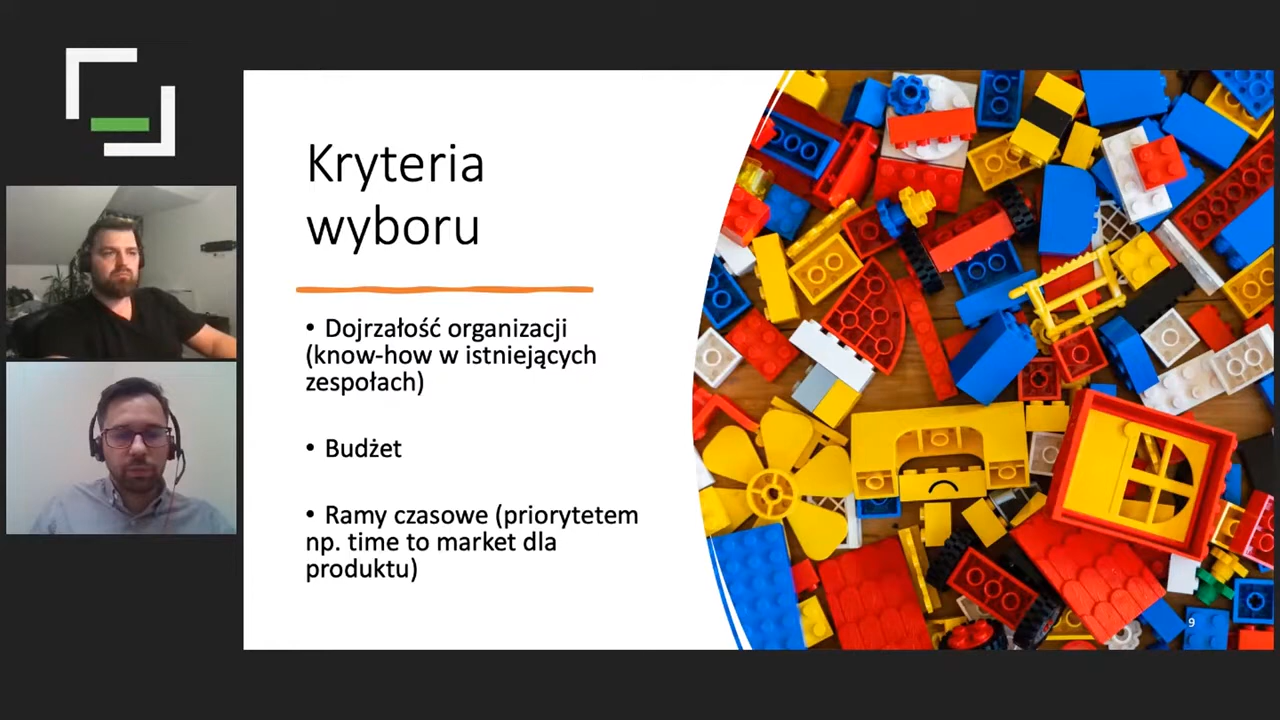 Kryteria
wyboru
• Dojrzałość organizacji
(know-how w istniejących
zespołach)
• Budżet
• Ramy czasowe (priorytetem
np. time to market dla
produktu)
9